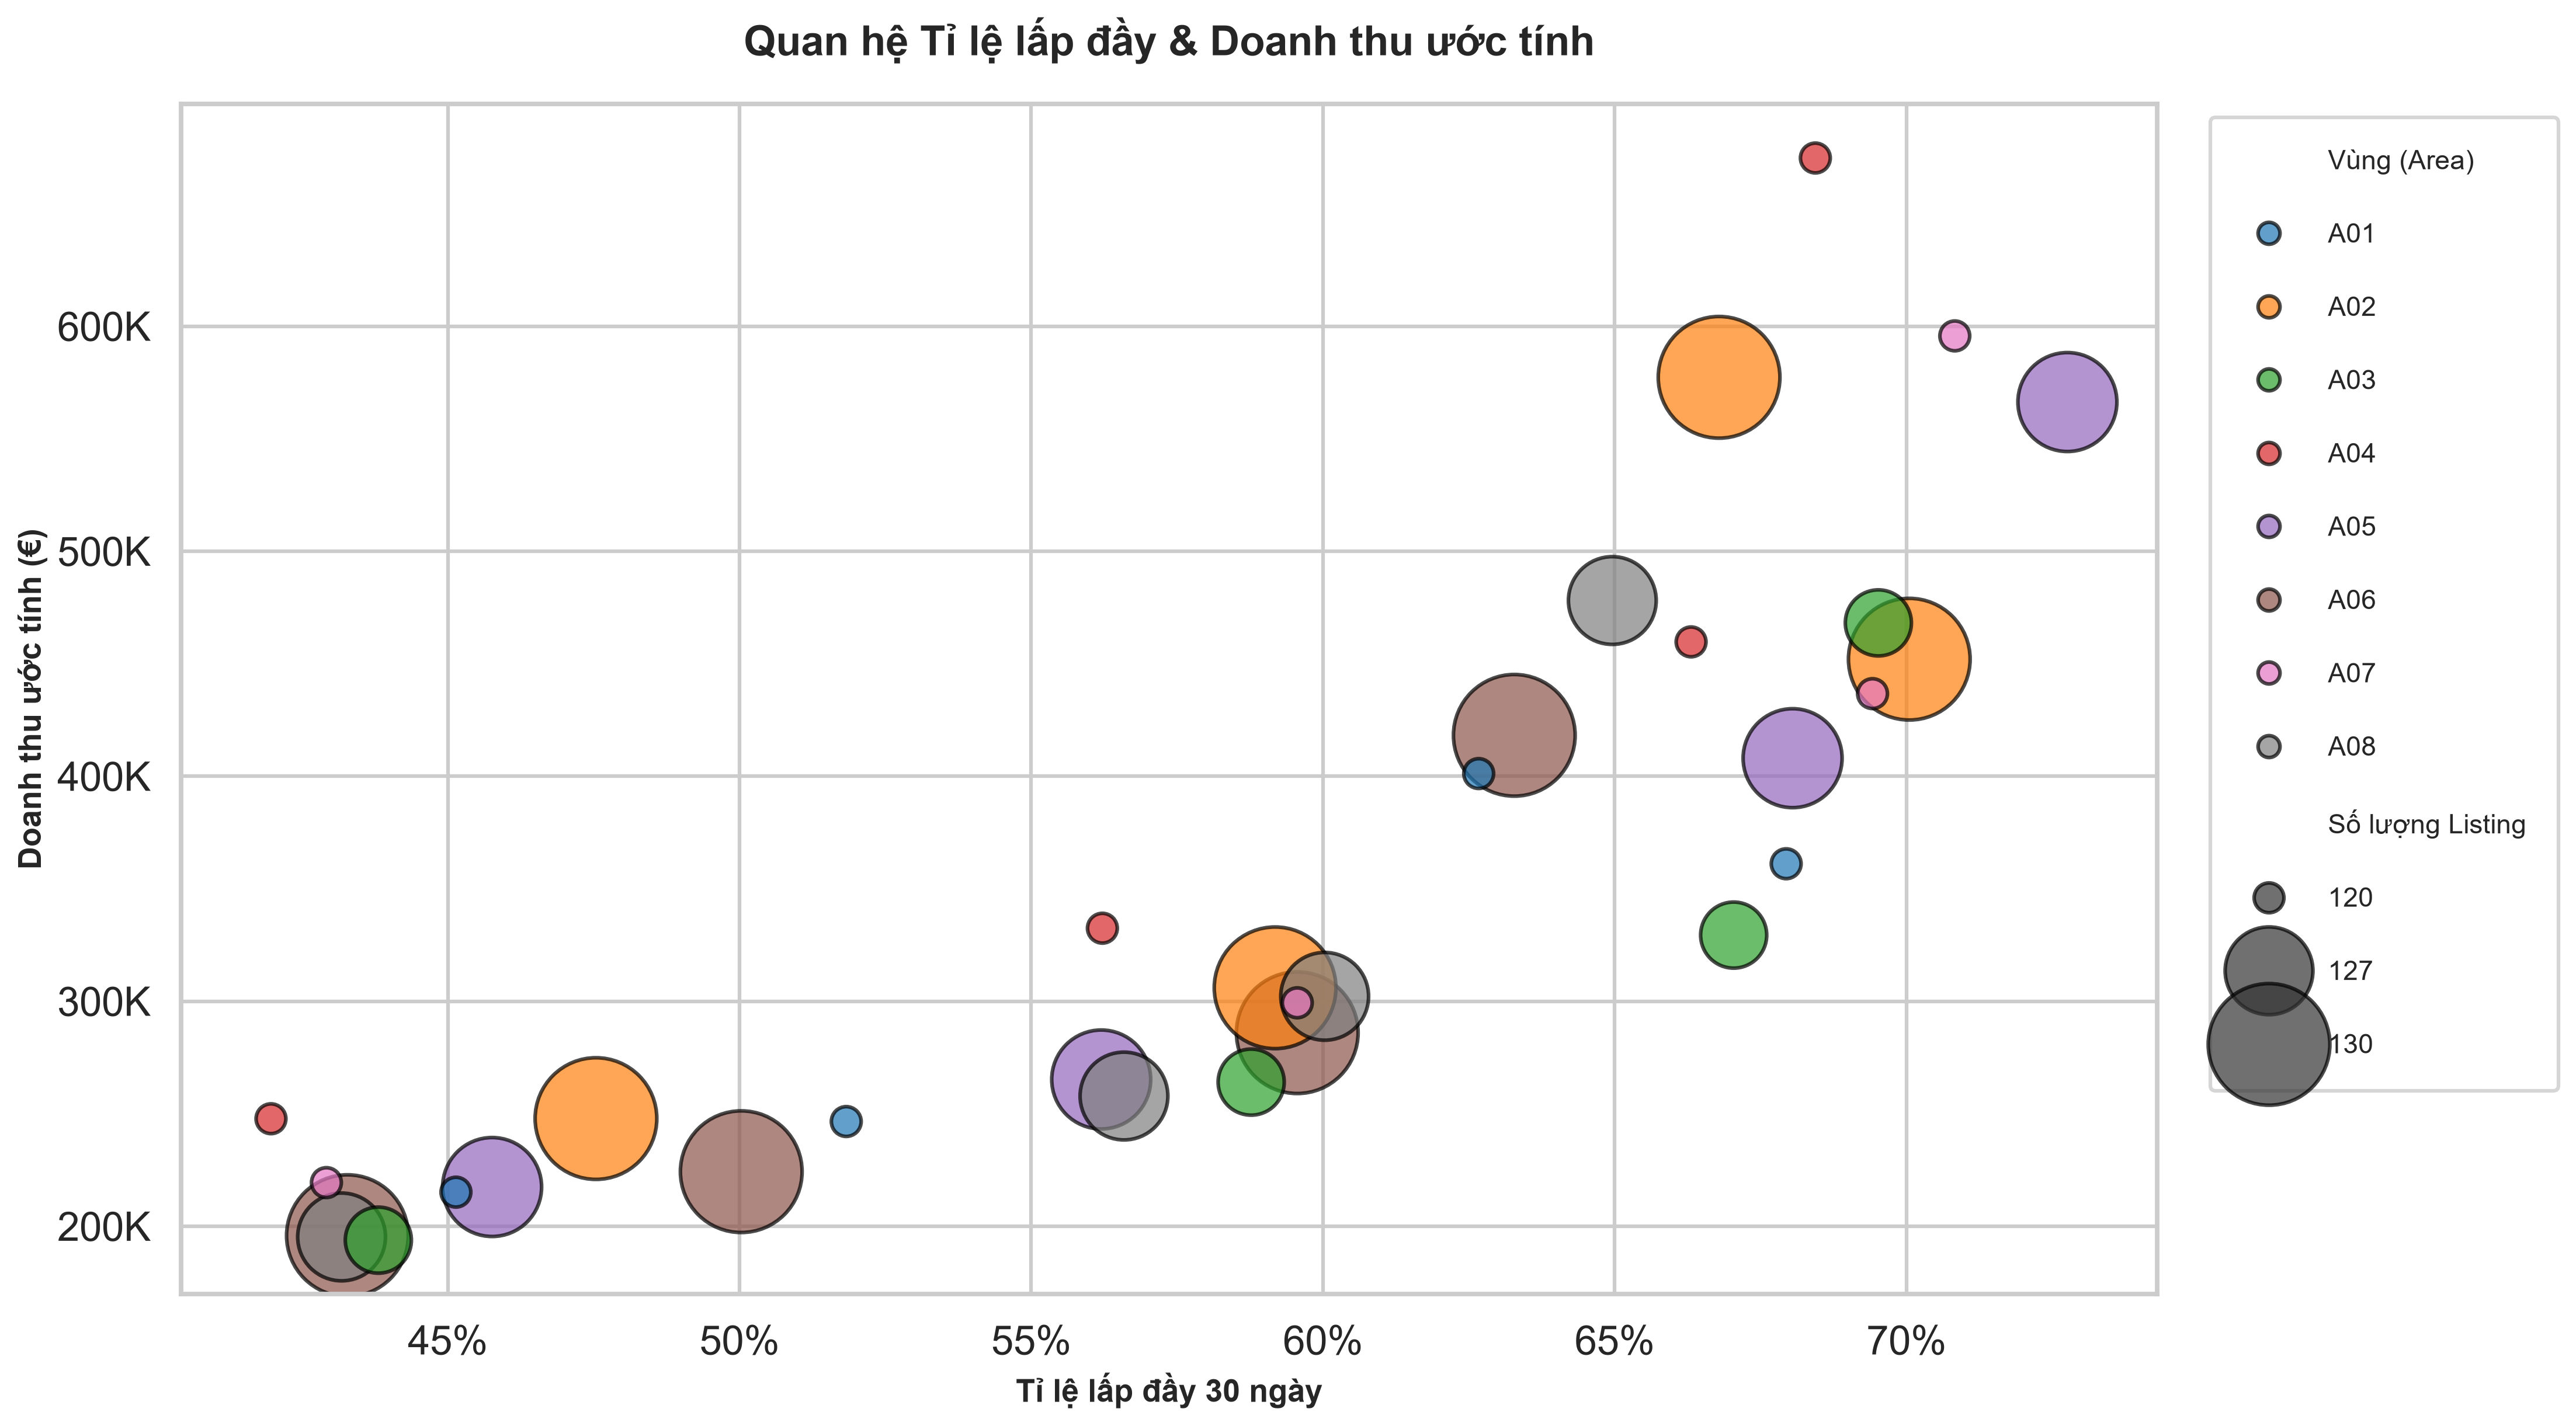 Quan hệ Tỉ lệ lấp đầy & Doanh thu ước tính
Doanh thu ước tính (€)
600K
500K
400K
300K
200K
45%
50%
55%
60%
65%
70%
Tỉ lệ lấp đầy 30 ngày
Vùng (Area)
A01
A02
A03
A04
A05
A06
A07
A08
Số lượng Listing
120
127
130